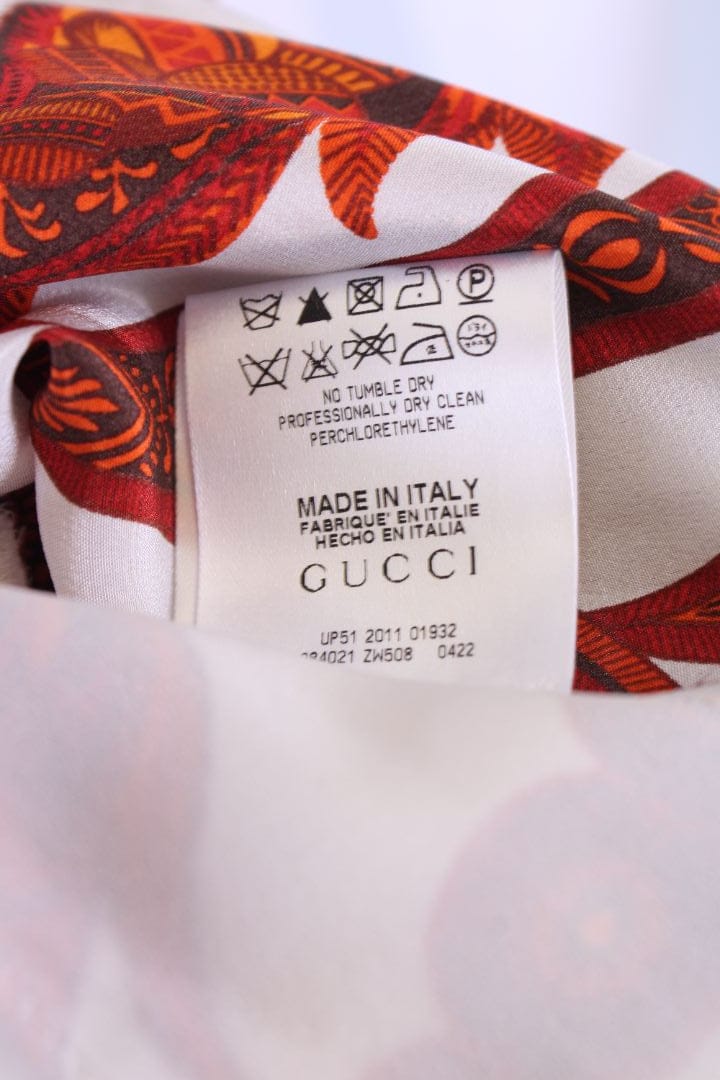 P
NO TUMBLE DRY
PROFESSIONALLY DRY CLEAN
PERCHLORETHYLENE
MADE IN ITALY
FABRIQUE' EN ITALIE
HECHO EN ITALIA
GUCCI
UP51 2011 01932
ZW508 0422